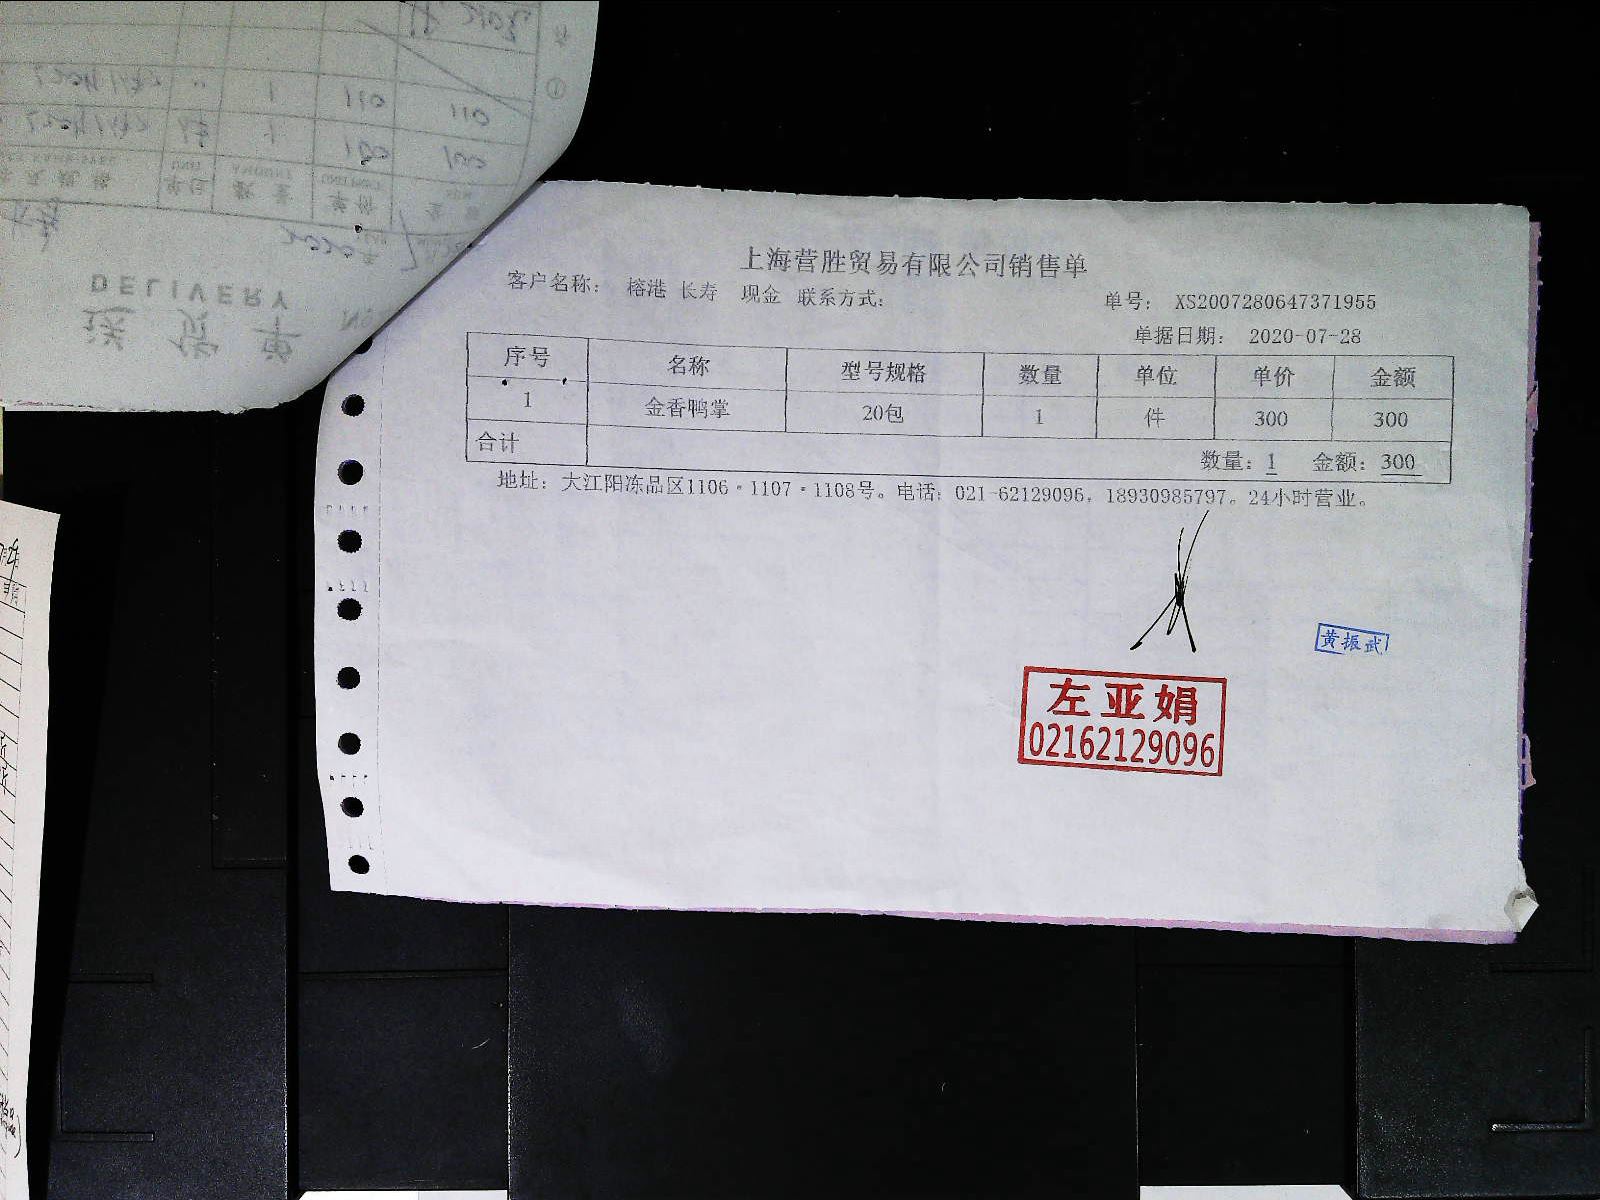 上海营胜贸易有限公司销售单
客户名称： 榕港 长寿 现金 联系方式： 单号： XS2007280647371955
单据日期： 2020-07-28
序号 名称 型号规格 数量 单位 单价 金额
1 金香鸭掌 20包 1 件 300 300
合计 数量：1 金额：300
地址：大江阳冻品区1106·1107·1108号。电话：021-62129096，18930985797。24小时营业。
黄振武
左亚娟
02162129096
DELIVERY
送货单